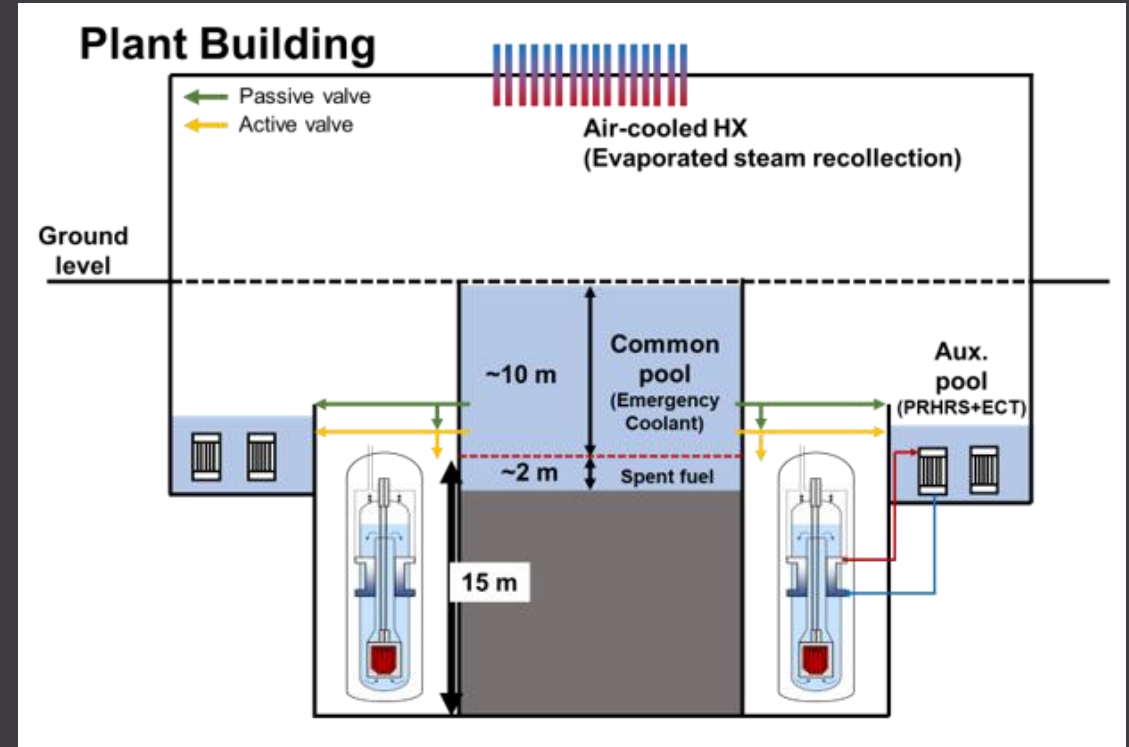 Plant Building
Passive valve
Active valve
Air-cooled HX
(Evaporated steam recollection)
Ground
level
~10 m
Common
pool
(Emergency
Coolant)
Aux.
pool
(PRHRS+ECT)
~2 m
Spent fuel
15 m